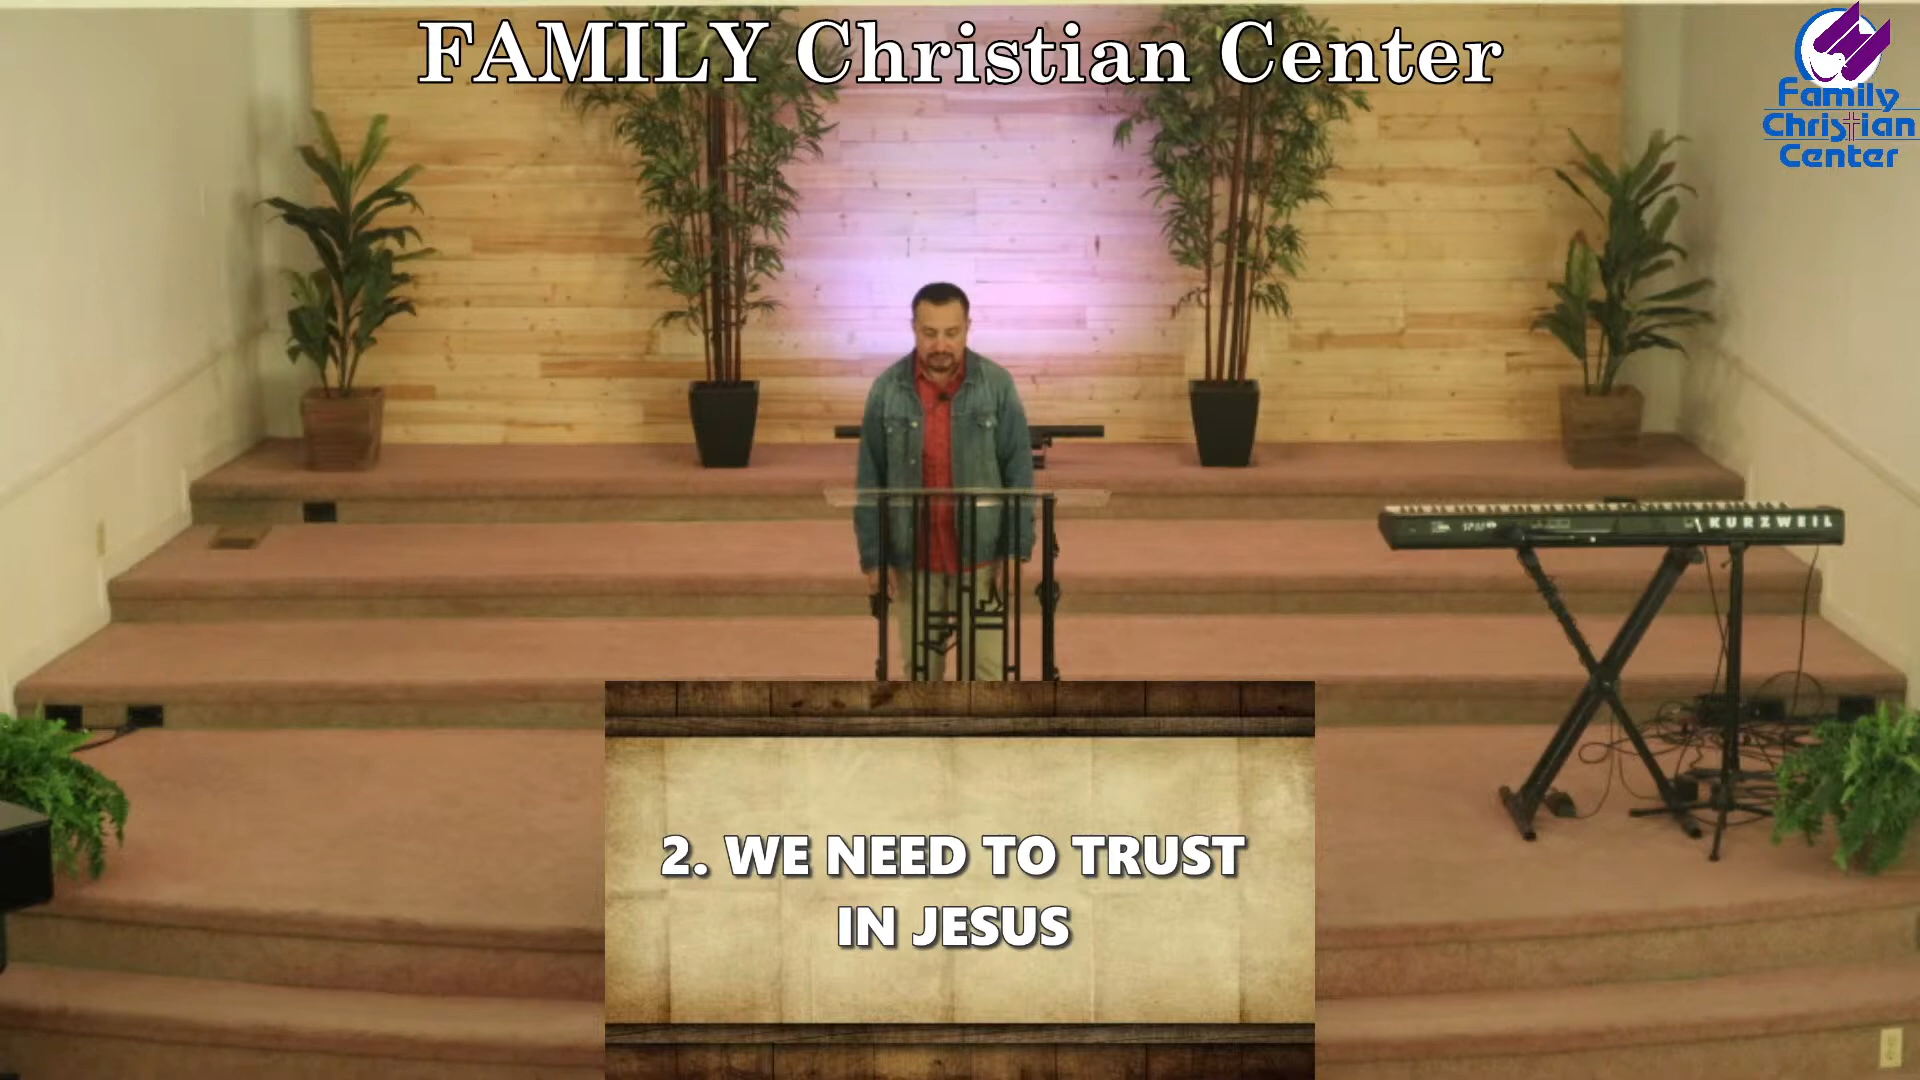 FAMILY Christian Center
Family
Christian
Center
KURZWEIL
2. WE NEED TO TRUST
IN JESUS